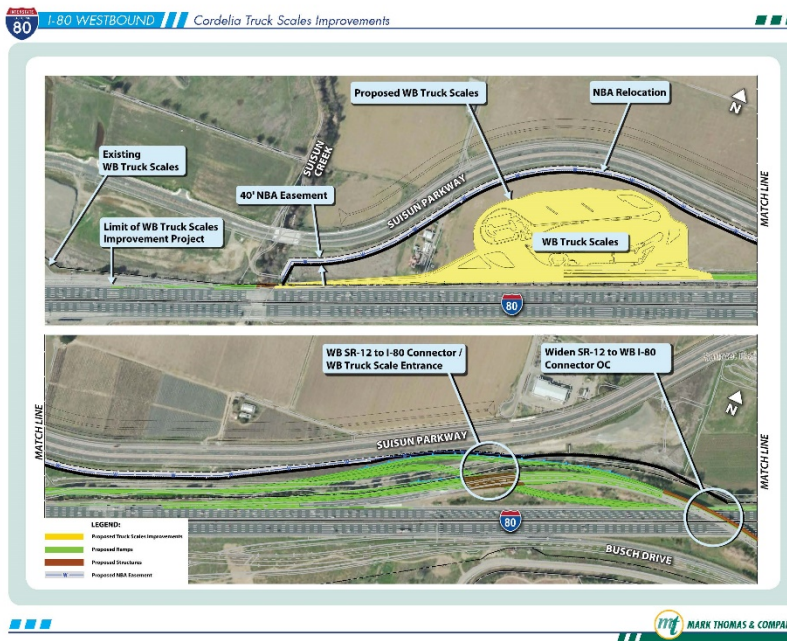 INTERSTATE
80
I-80 WESTBOUND
Cordelia Truck Scales Improvements
Proposed WB Truck Scales
NBA Relocation
N
Existing
WB Truck Scales
SUISUN
CREEK
SUISUN PARKWAY
40' NBA Easement
MATCH LINE
Limit of WB Truck Scales
Improvement Project
WB Truck Scales
80
WB SR-12 to I-80 Connector /
WB Truck Scale Entrance
Widen SR-12 to WB I-80
Connector OC
N
MATCH LINE
SUISUN PARKWAY
MATCH LINE
80
BUSCH DRIVE
LEGEND:
Proposed Truck Scales Improvements
Proposed Ramps
Proposed Structures
Proposed NBA Easement
mt
MARK THOMAS & COMPA